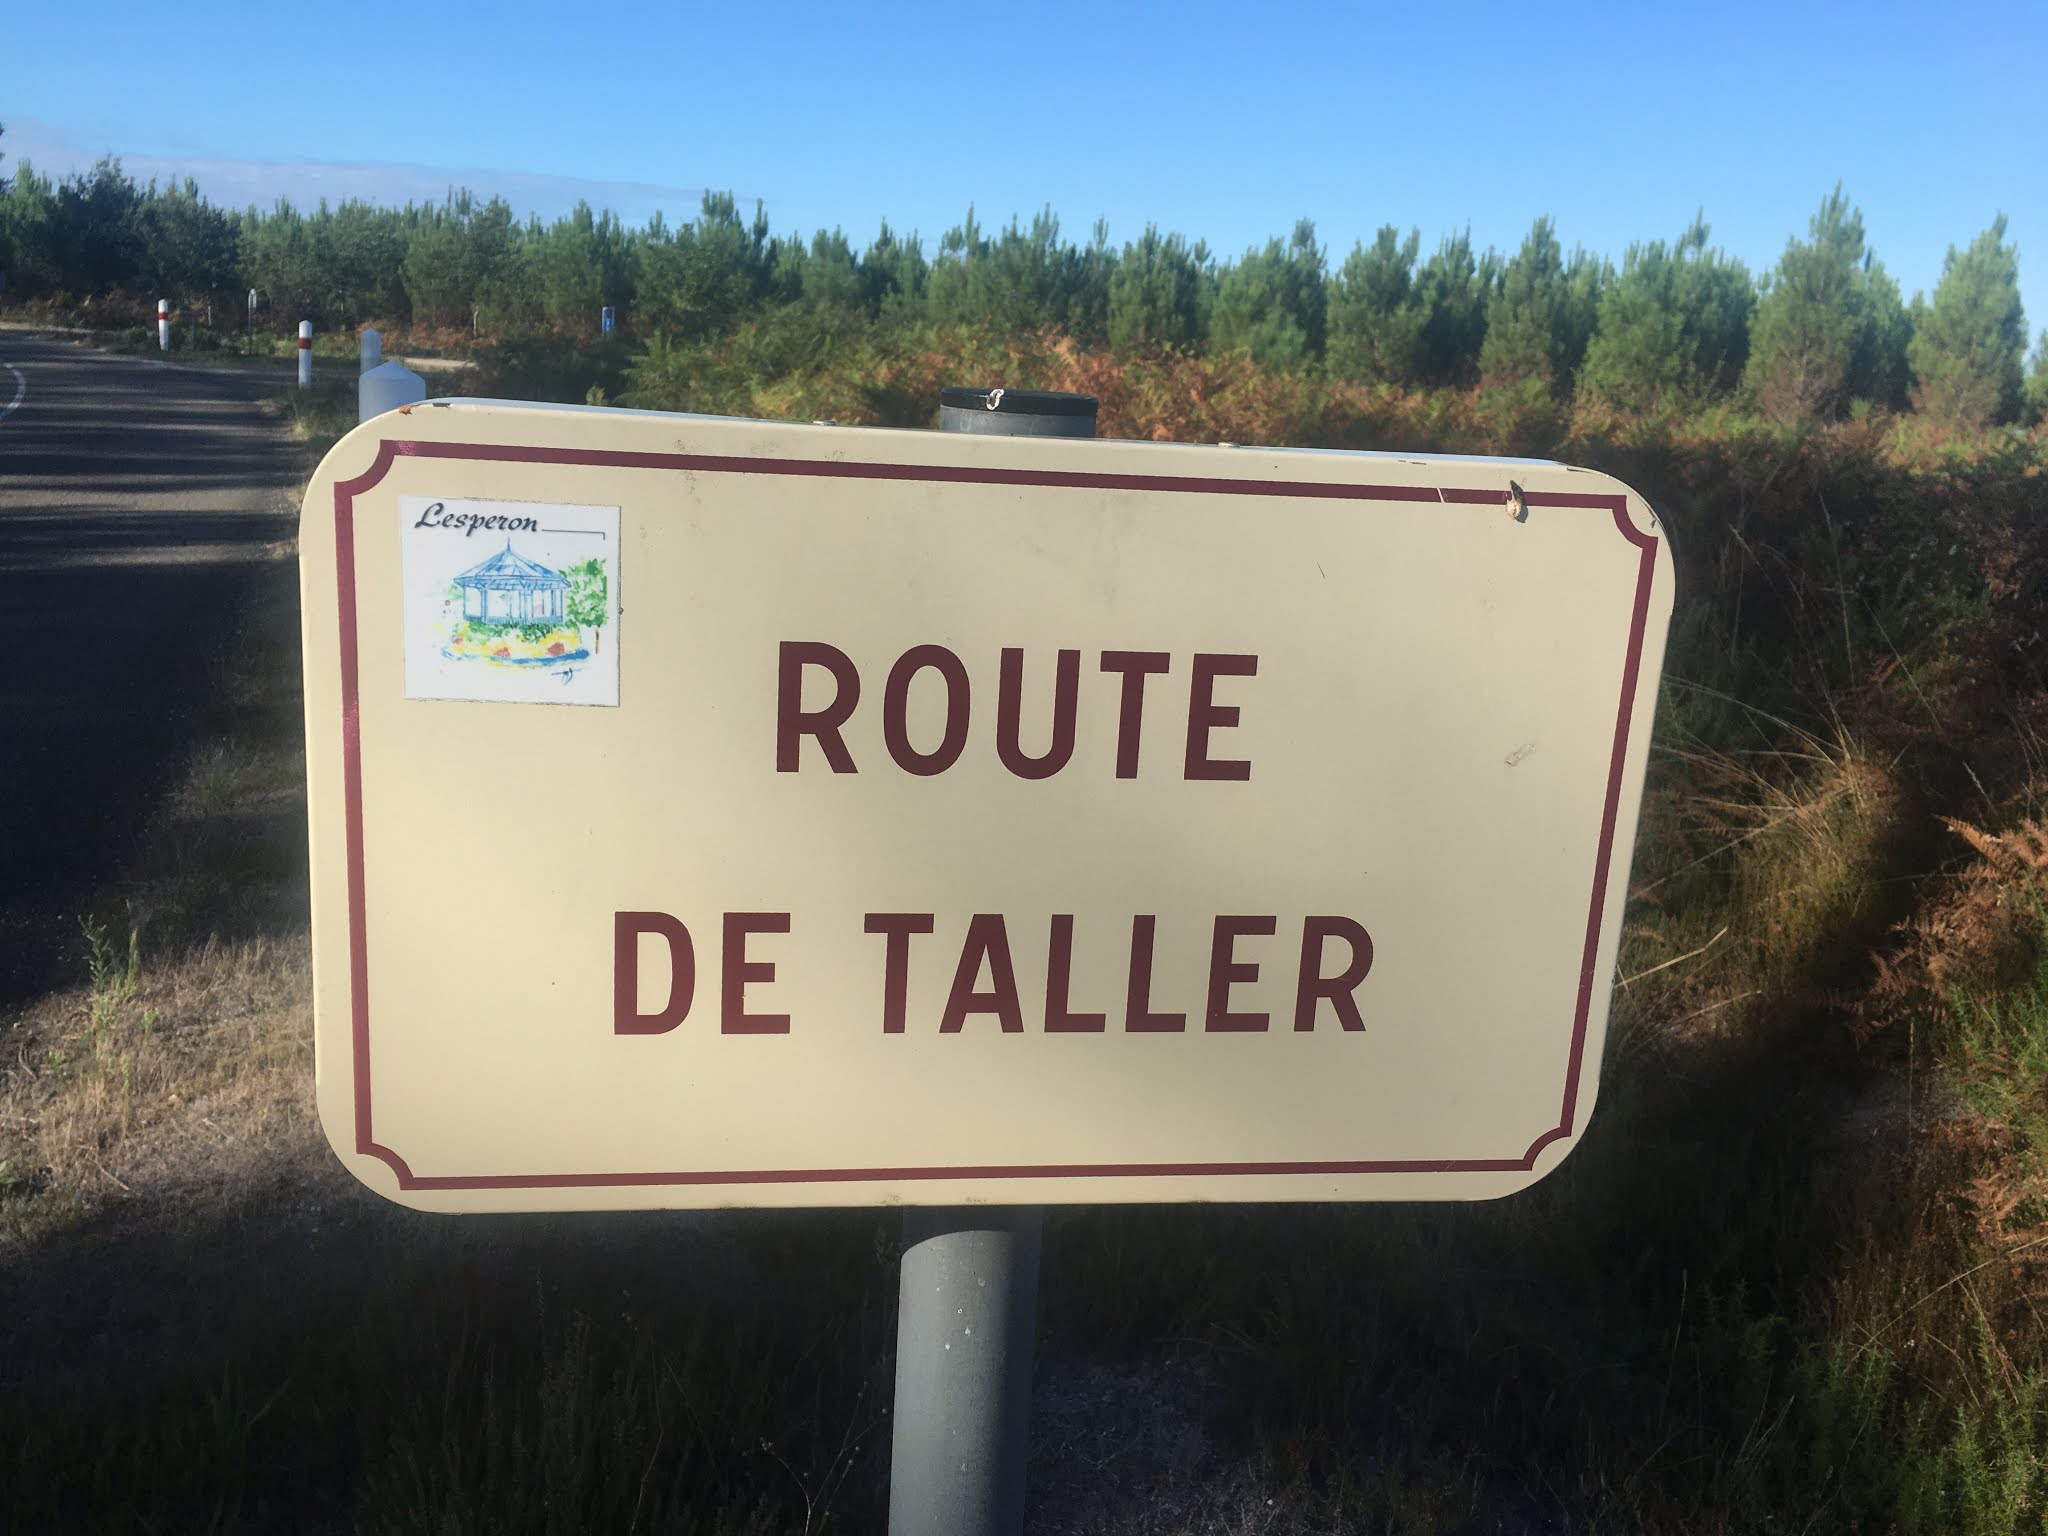 Lesperon
ROUTE
DE TALLER